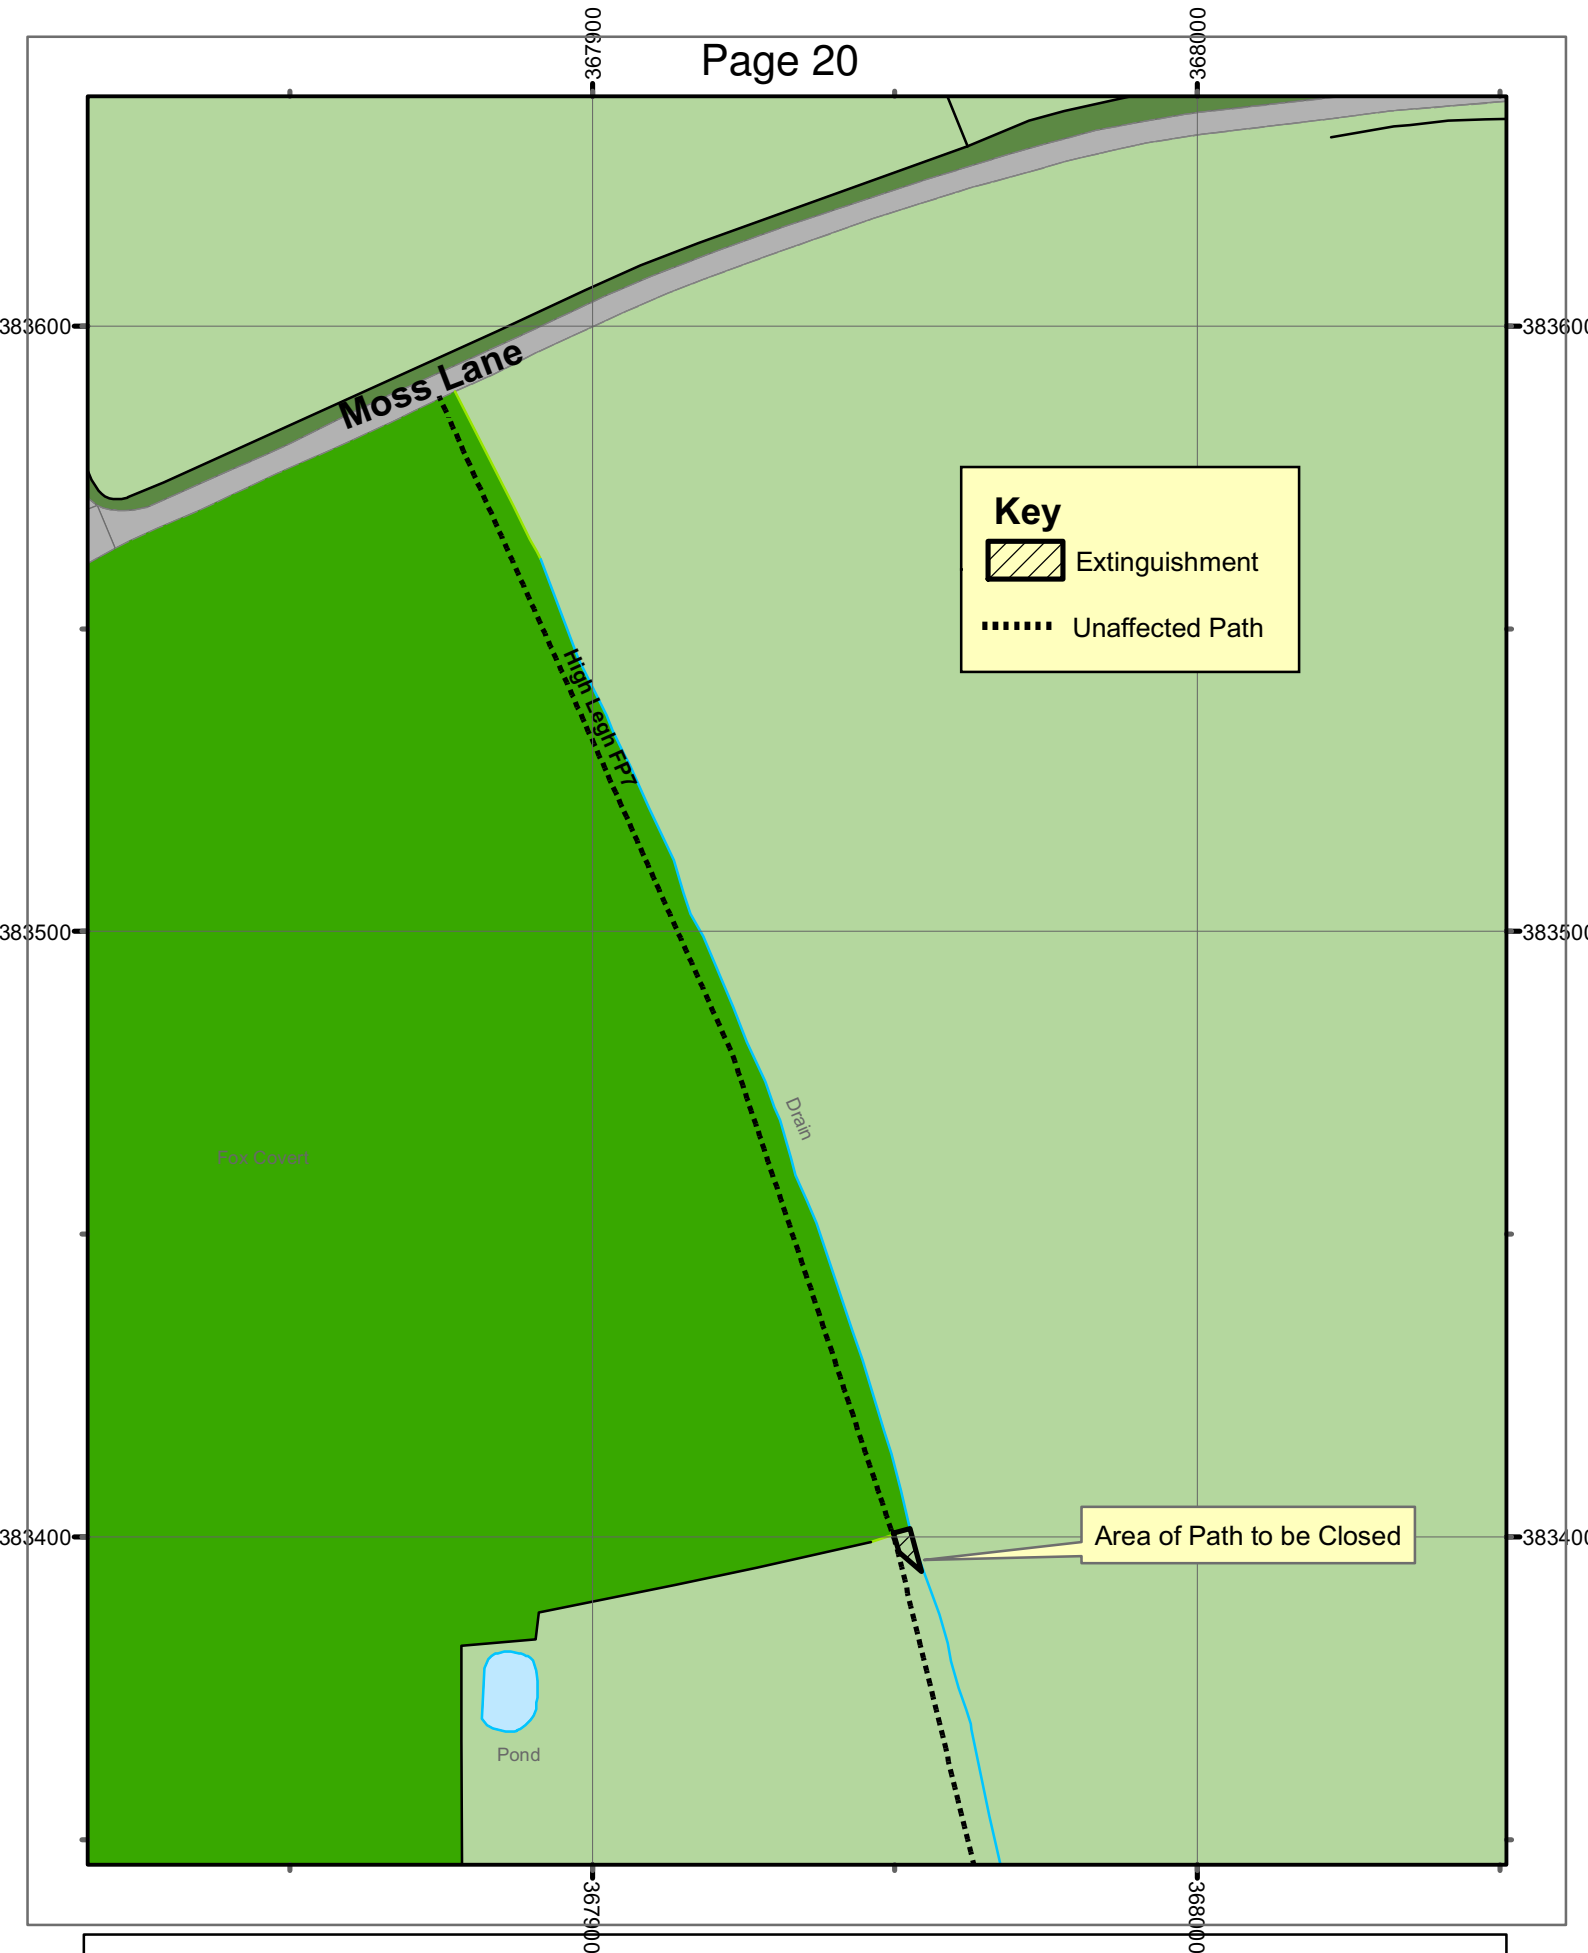 367900
368000
Page 20
383600
383600
Moss Lane
Key
Extinguishment
Unaffected Path
High Legh FP7
383500
383500
Drain
Fox Covert
383400
Area of Path to be Closed
383400
Pond
367900
368000